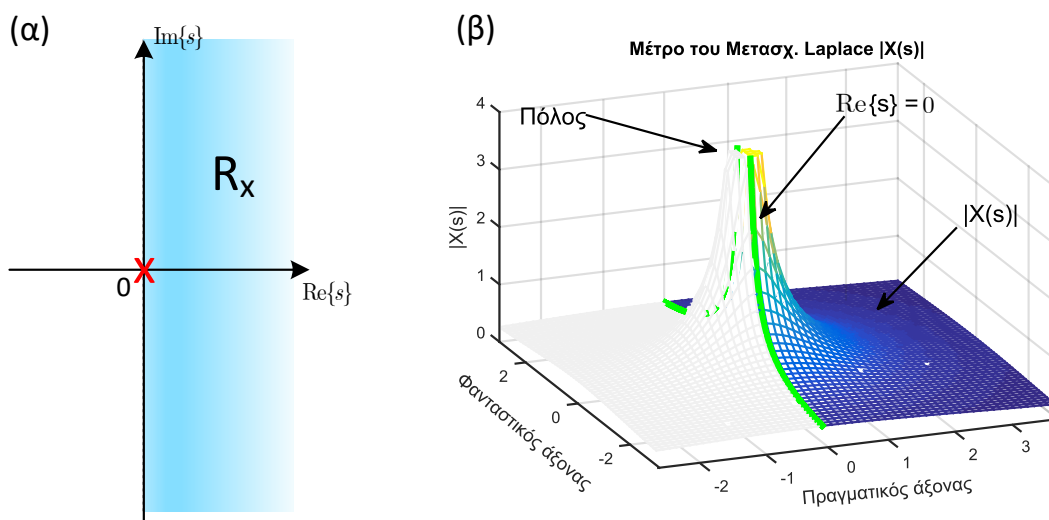 (α)
Im{s}
R_x
0
Re{s}
(β)
Μέτρο του Μετασχ. Laplace |X(s)|
Πόλος
Re{s} = 0
|X(s)|
|X(s)|
4
3
2
1
0
2
0
-2
Φανταστικός άξονας
-2
-1
0
1
2
3
Πραγματικός άξονας